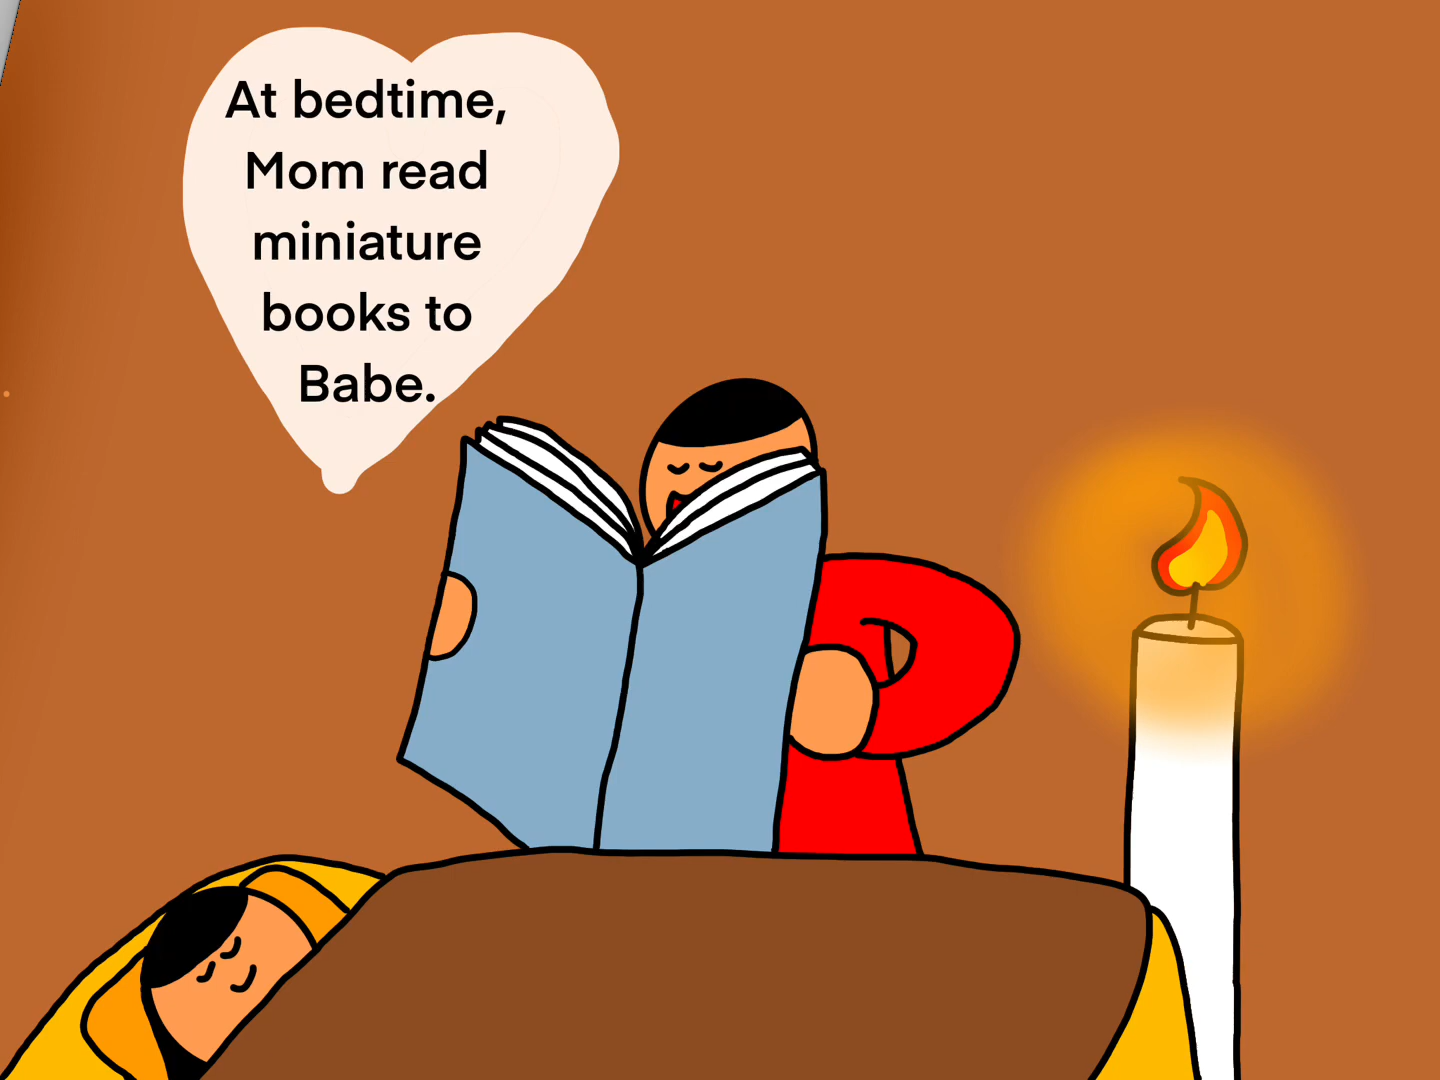 At bedtime,
Mom read
miniature
books to
Babe.